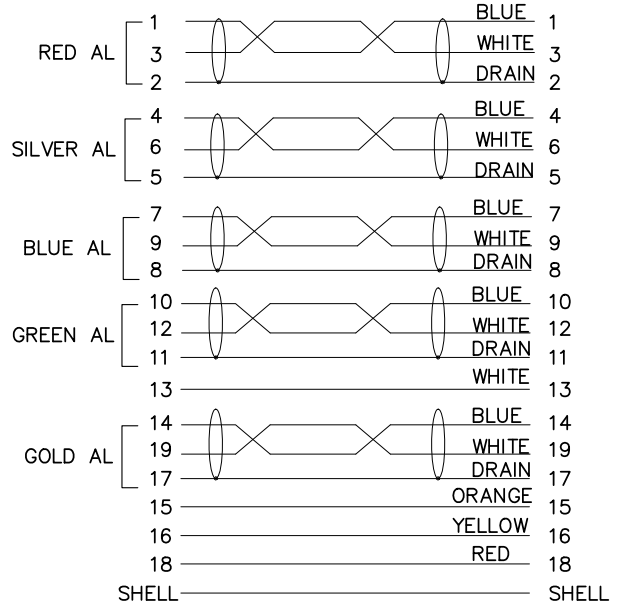 1 BLUE 1
RED AL 3 WHITE 3
2 DRAIN 2
4 BLUE 4
SILVER AL 6 WHITE 6
5 DRAIN 5
7 BLUE 7
BLUE AL 9 WHITE 9
8 DRAIN 8
10 BLUE 10
GREEN AL 12 WHITE 12
11 DRAIN 11
13 WHITE 13
14 BLUE 14
GOLD AL 19 WHITE 19
17 DRAIN 17
15 ORANGE 15
16 YELLOW 16
18 RED 18
SHELL SHELL